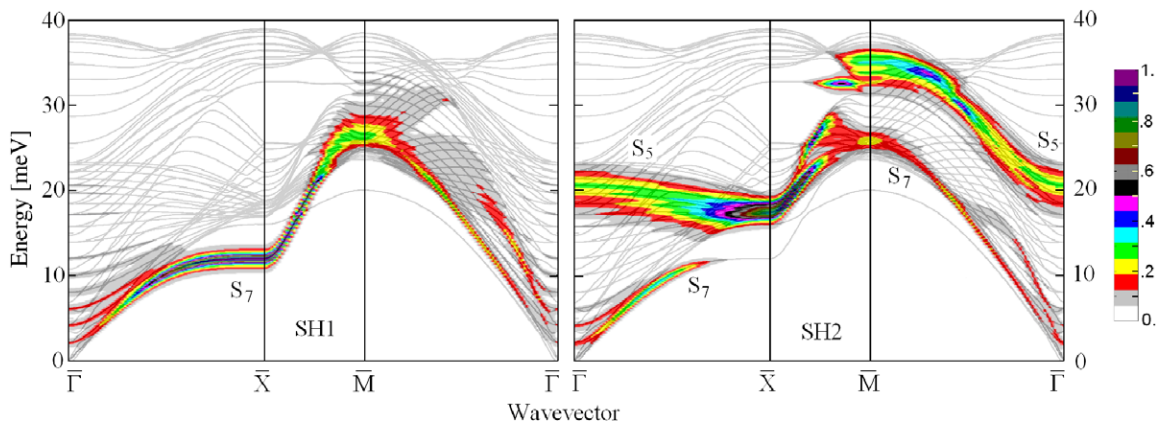 40 40
30 30
20 20
10 10
0 0
Energy [meV]
S₇
SH1
S₅
S₇
S₇
S₅
SH2
Γ̅ X̅ M̅ Γ̅ Γ̅ X̅ M̅ Γ̅
Wavevector
1.
.8
.6
.4
.2
0.